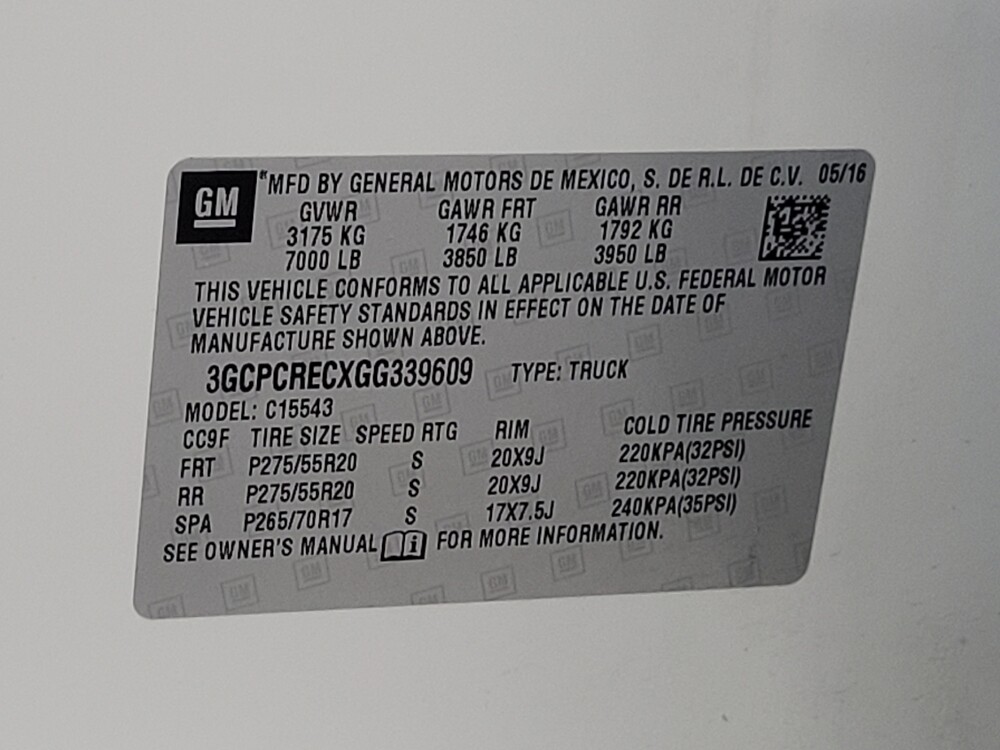 GM "MFD BY GENERAL MOTORS DE MEXICO, S. DE R.L. DE C.V. 05/16
GVWR GAWR FRT GAWR RR
3175 KG 1746 KG 1792 KG
7000 LB 3850 LB 3950 LB
THIS VEHICLE CONFORMS TO ALL APPLICABLE U.S. FEDERAL MOTOR
VEHICLE SAFETY STANDARDS IN EFFECT ON THE DATE OF
MANUFACTURE SHOWN ABOVE.
3GCPCRECXGG339609 TYPE: TRUCK
MODEL: C15543
CC9F TIRE SIZE SPEED RTG RIM COLD TIRE PRESSURE
FRT P275/55R20 S 20X9J 220KPA(32PSI)
RR P275/55R20 S 20X9J 220KPA(32PSI)
SPA P265/70R17 S 17X7.5J 240KPA(35PSI)
SEE OWNER'S MANUAL i FOR MORE INFORMATION.